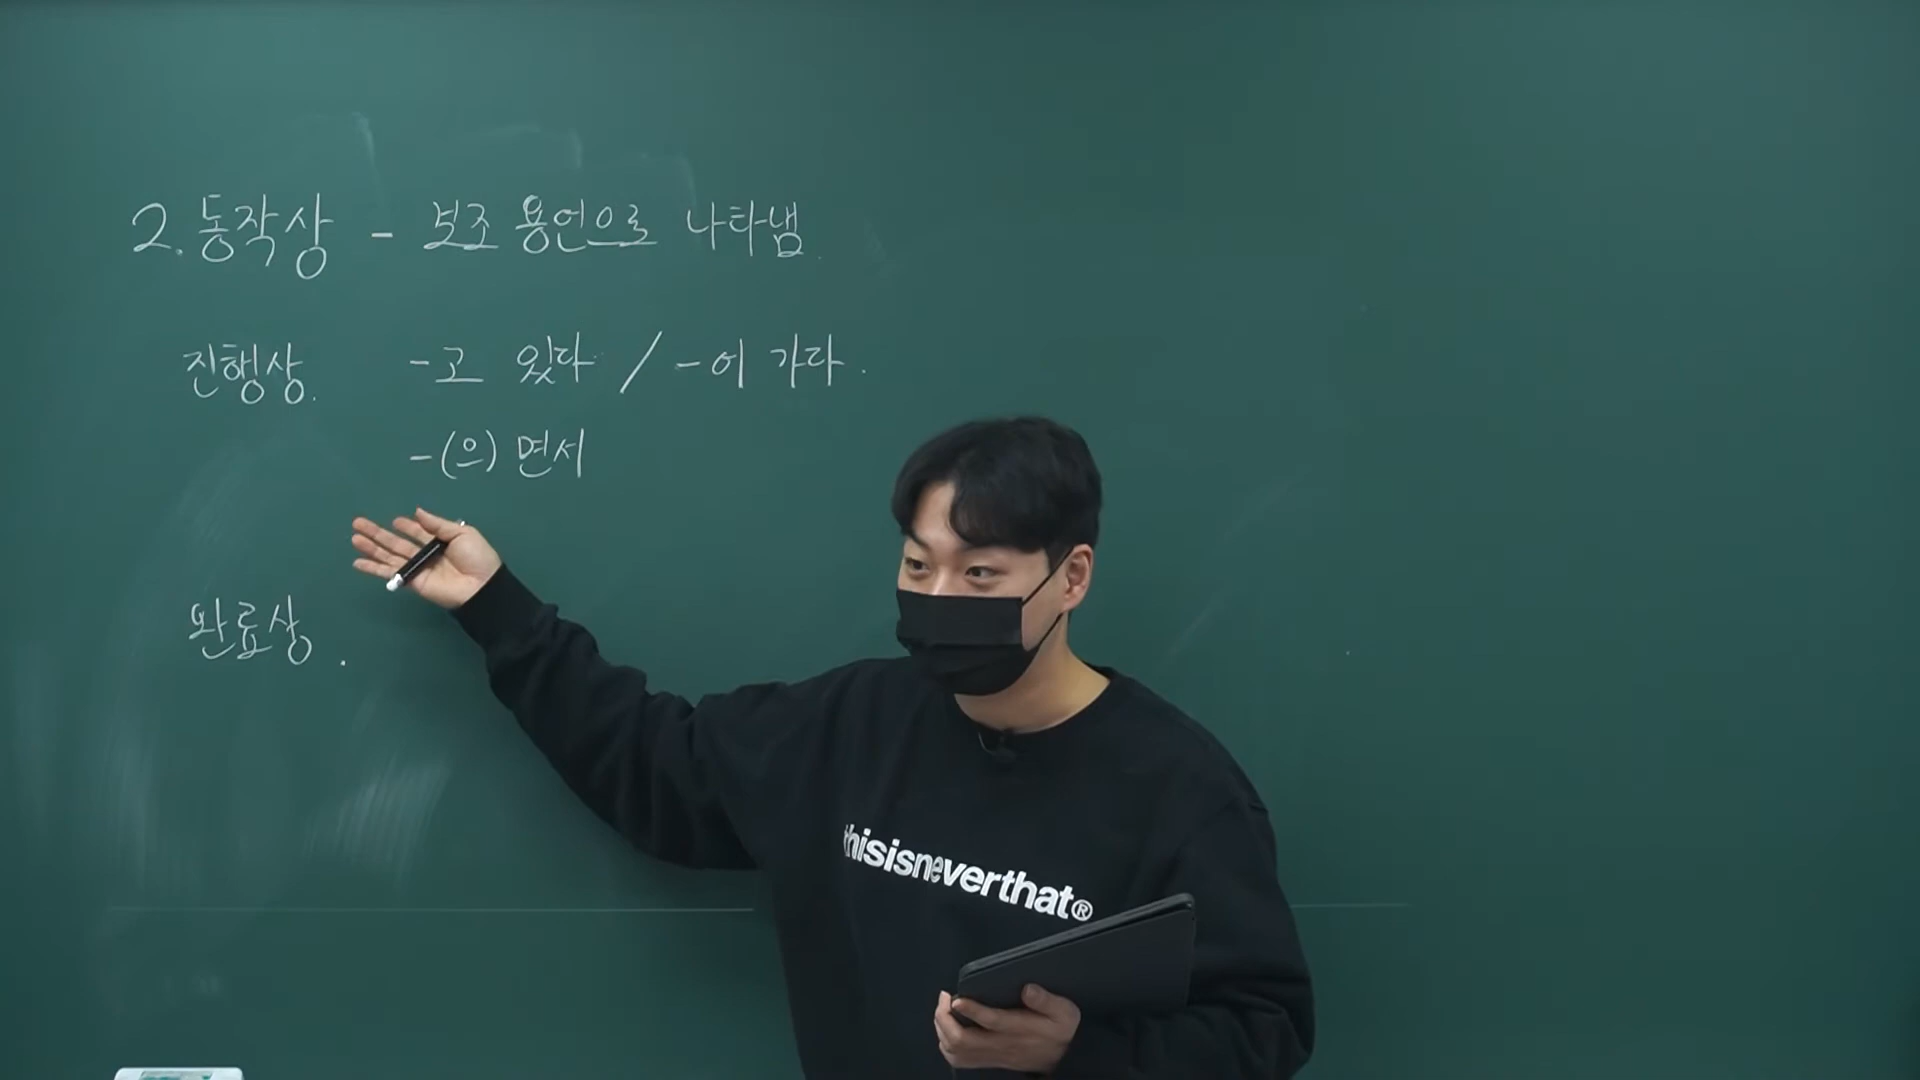 2. 동작상 - 보조 용언으로 나타냄.
진행상. -고 있다 / -어 가다.
-(으)면서
완료상.
thisisneverthat®